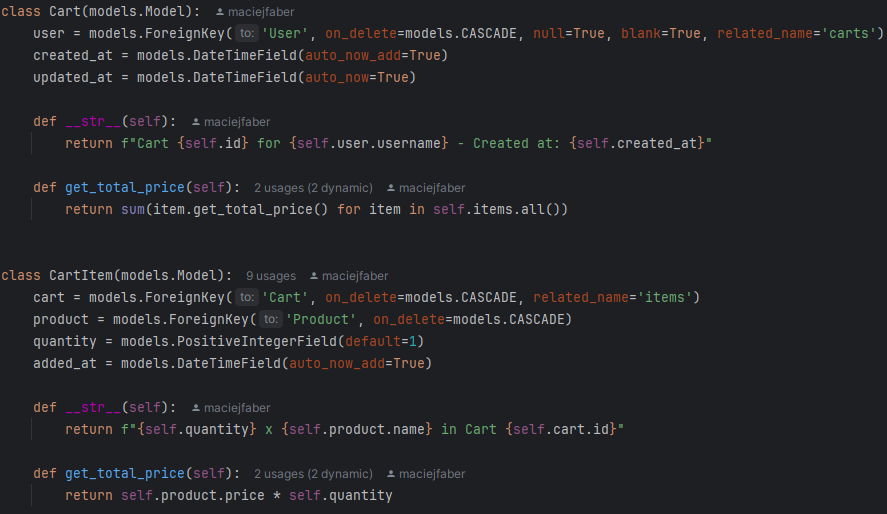 class Cart(models.Model): maciejfaber
    user = models.ForeignKey( to: 'User', on_delete=models.CASCADE, null=True, blank=True, related_name='carts')
    created_at = models.DateTimeField(auto_now_add=True)
    updated_at = models.DateTimeField(auto_now=True)
    def __str__(self): maciejfaber
        return f"Cart {self.id} for {self.user.username} - Created at: {self.created_at}"
    def get_total_price(self): 2 usages (2 dynamic) maciejfaber
        return sum(item.get_total_price() for item in self.items.all())
class CartItem(models.Model): 9 usages maciejfaber
    cart = models.ForeignKey( to: 'Cart', on_delete=models.CASCADE, related_name='items')
    product = models.ForeignKey( to: 'Product', on_delete=models.CASCADE)
    quantity = models.PositiveIntegerField(default=1)
    added_at = models.DateTimeField(auto_now_add=True)
    def __str__(self): maciejfaber
        return f"{self.quantity} x {self.product.name} in Cart {self.cart.id}"
    def get_total_price(self): 2 usages (2 dynamic) maciejfaber
        return self.product.price * self.quantity